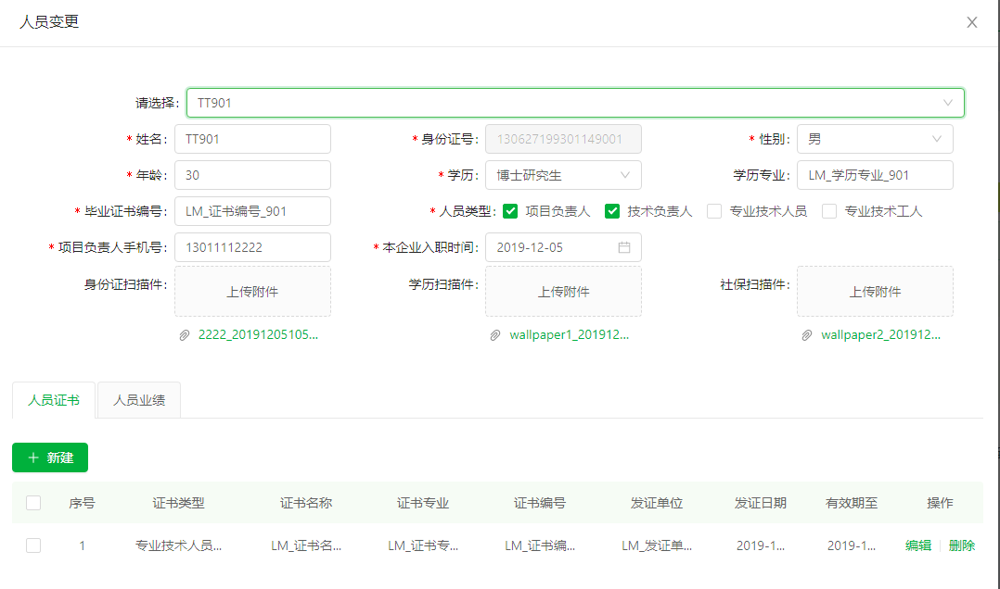 人员变更
请选择: TT901
* 姓名: TT901 * 身份证号: 130627199301149001 * 性别: 男
* 年龄: 30 * 学历: 博士研究生 学历专业: LM_学历专业_901
* 毕业证书编号: LM_证书编号_901 * 人员类型: 项目负责人 技术负责人 专业技术人员 专业技术工人
* 项目负责人手机号: 13011112222 * 本企业入职时间: 2019-12-05
身份证扫描件: 上传附件 学历扫描件: 上传附件 社保扫描件: 上传附件
2222_20191205105... wallpaper1_201912... wallpaper2_201912...
人员证书 人员业绩
+ 新建
序号 证书类型 证书名称 证书专业 证书编号 发证单位 发证日期 有效期至 操作
1 专业技术人员... LM_证书名... LM_证书专... LM_证书编... LM_发证单... 2019-1... 2019-1... 编辑 删除